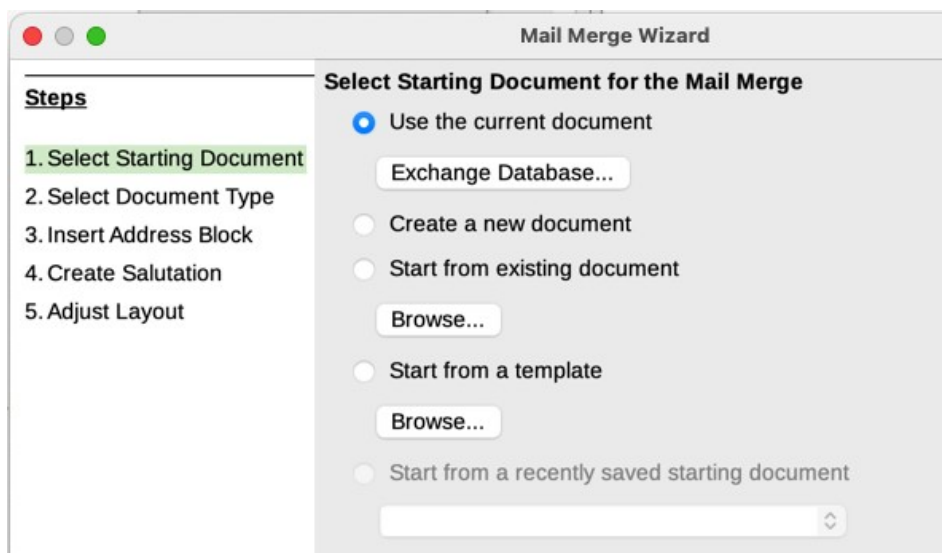 Mail Merge Wizard
Steps
1. Select Starting Document
2. Select Document Type
3. Insert Address Block
4. Create Salutation
5. Adjust Layout
Select Starting Document for the Mail Merge
Use the current document
Exchange Database...
Create a new document
Start from existing document
Browse...
Start from a template
Browse...
Start from a recently saved starting document